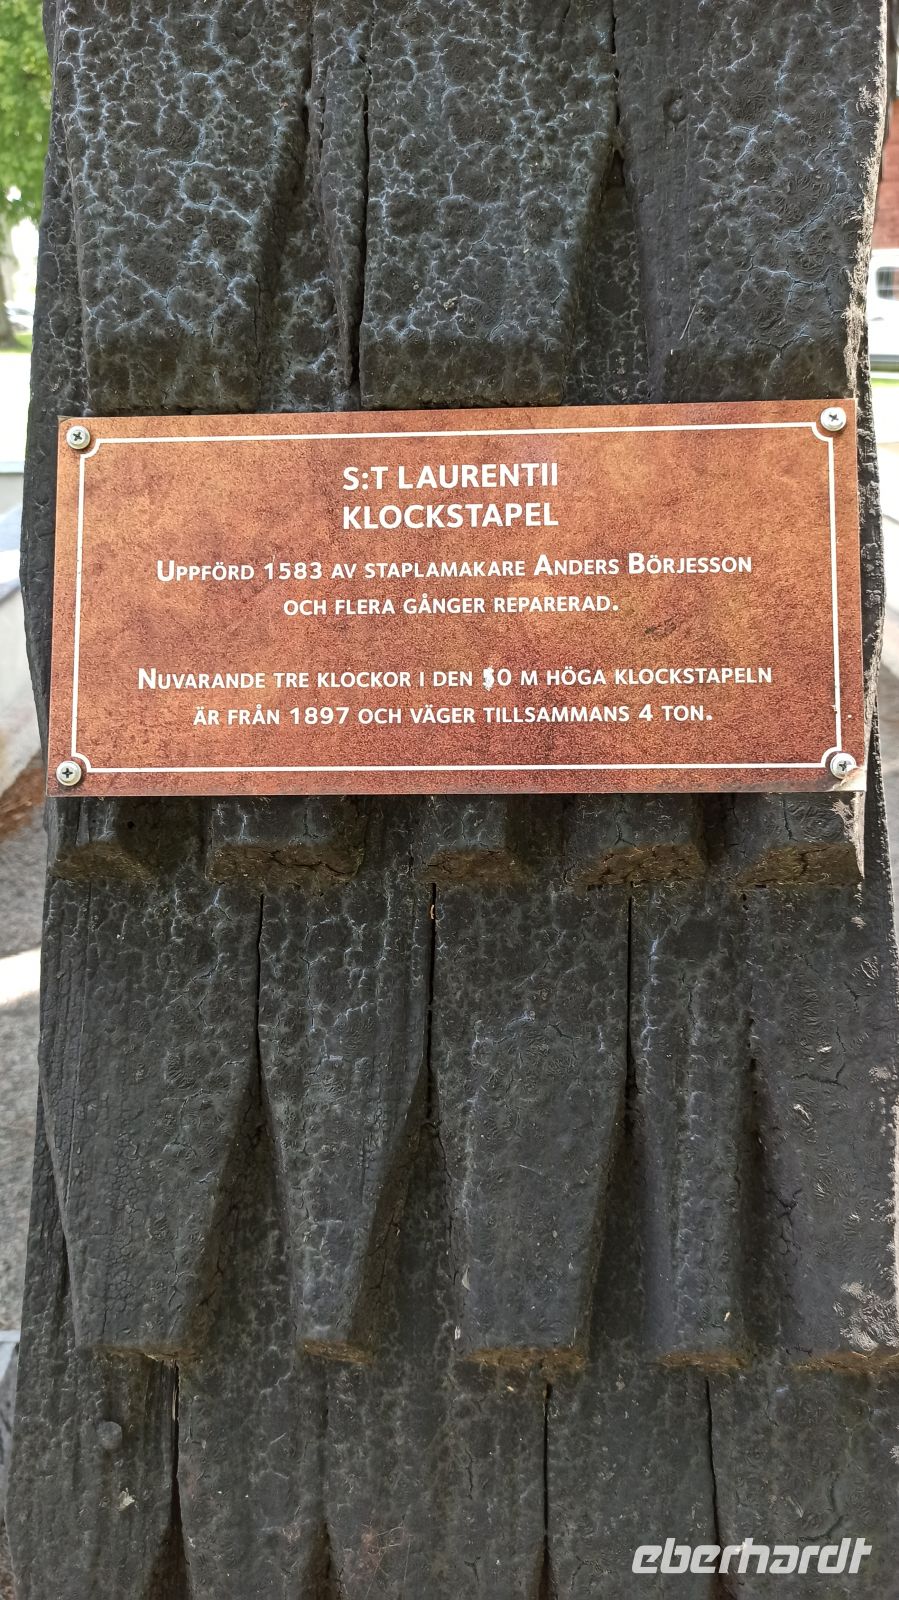 S:T LAURENTII
KLOCKSTAPEL
UPPFÖRD 1583 AV STAPLAMAKARE ANDERS BÖRJESSON
OCH FLERA GÅNGER REPARERAD.
NUVARANDE TRE KLOCKOR I DEN M HÖGA KLOCKSTAPELN
ÄR FRÅN 1897 OCH VÄGER TILLSAMMANS 4 TON.
eberhardt